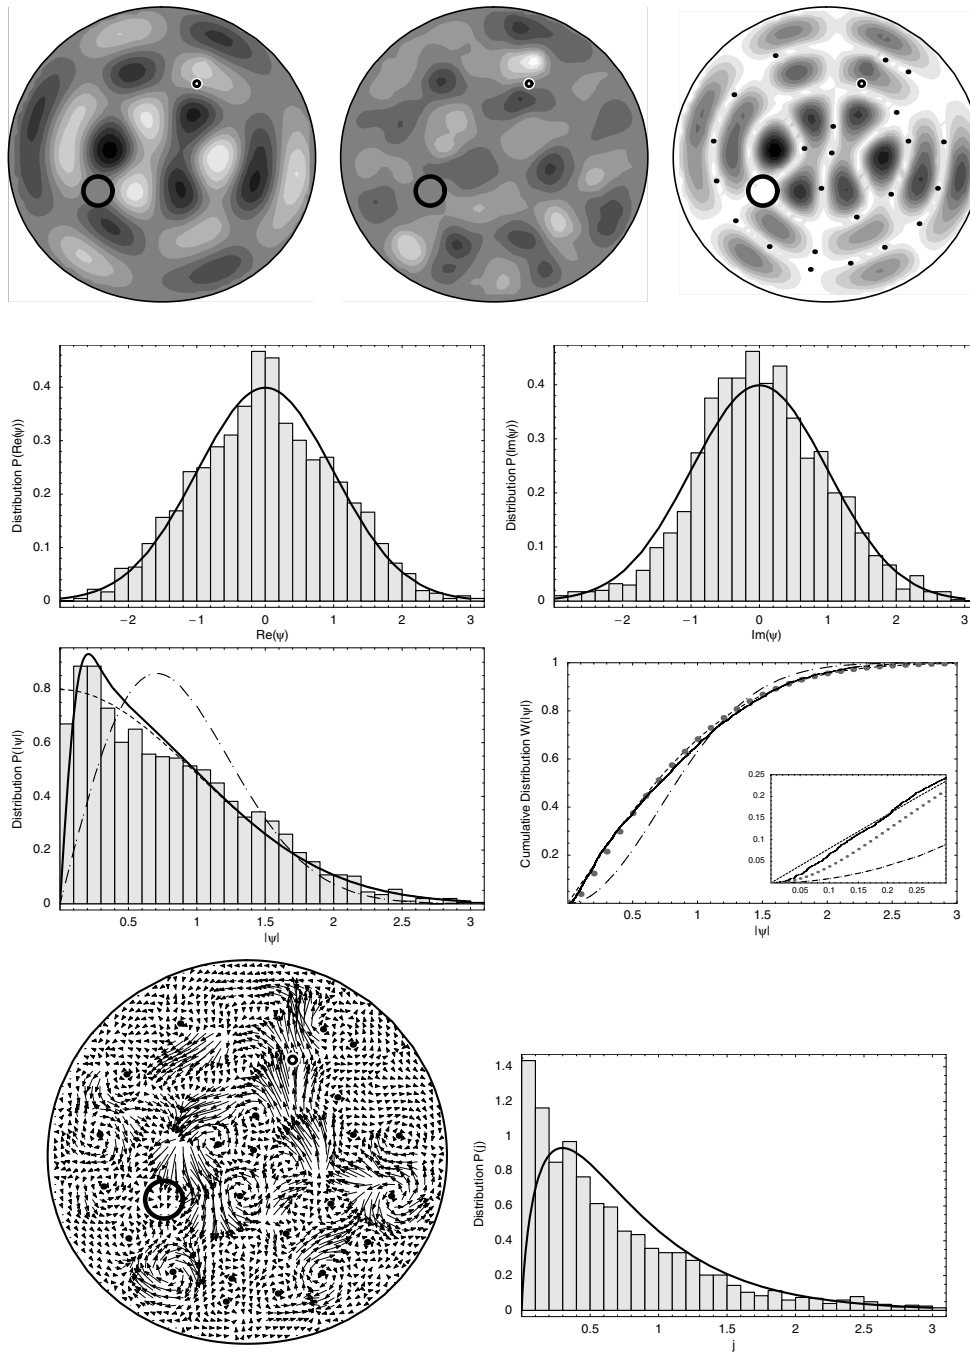 Distribution P(Re(ψ))
0.4
0.3
0.2
0.1
0
−2 −1 0 1 2 3
Re(ψ)
Distribution P(Im(ψ))
0.4
0.3
0.2
0.1
0
−2 −1 0 1 2 3
Im(ψ)
Distribution P(|ψ|)
0.8
0.6
0.4
0.2
0
0.5 1 1.5 2 2.5 3
|ψ|
Cumulative Distribution W(|ψ|)
1
0.8
0.6
0.4
0.2
0.5 1 1.5 2 2.5 3
|ψ|
0.25
0.2
0.15
0.1
0.05
0.05 0.1 0.15 0.2 0.25
Distribution P(j)
1.4
1.2
1
0.8
0.6
0.4
0.2
0
0.5 1 1.5 2 2.5 3
j